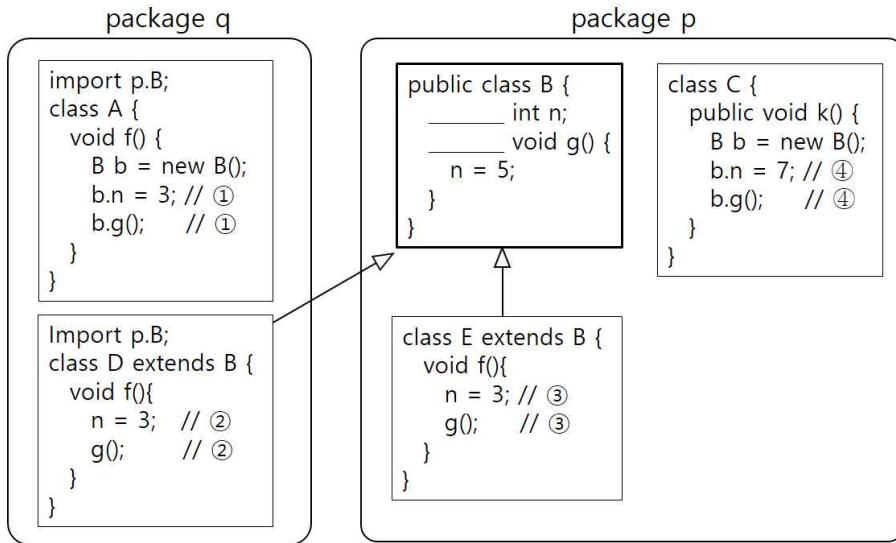 package q
import p.B;
class A {
void f() {
B b = new B();
b.n = 3; // ①
b.g(); // ①
}
}
Import p.B;
class D extends B {
void f(){
n = 3; // ②
g(); // ②
}
}
package p
public class B {
_______ int n;
_______ void g() {
n = 5;
}
}
class C {
public void k() {
B b = new B();
b.n = 7; // ④
b.g(); // ④
}
}
class E extends B {
void f(){
n = 3; // ③
g(); // ③
}
}